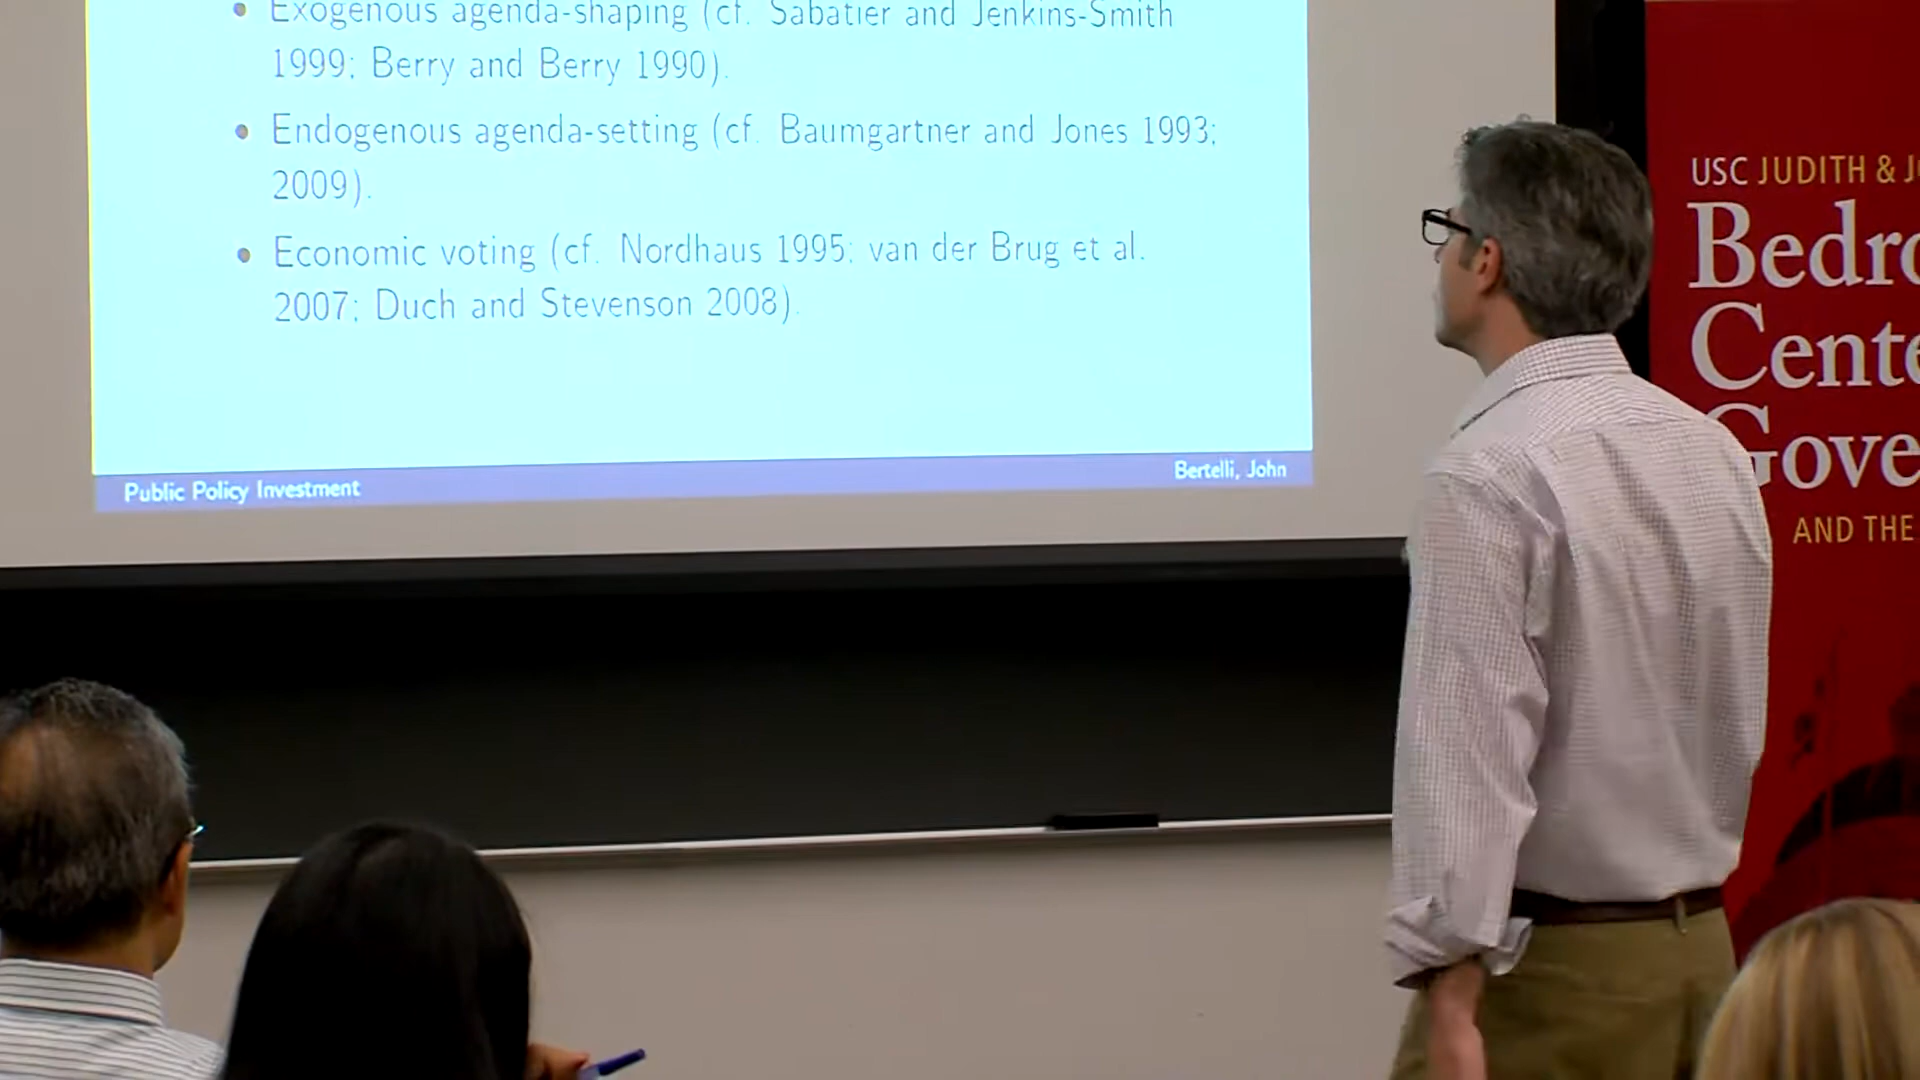 Exogenous agenda-shaping (cf. Sabatier and Jenkins-Smith
1999; Berry and Berry 1990).
Endogenous agenda-setting (cf. Baumgartner and Jones 1993;
2009).
Economic voting (cf. Nordhaus 1995; van der Brug et al.
2007; Duch and Stevenson 2008).
Public Policy Investment
Bertelli, John
USC JUDITH &
Bedro
Cente
Gove
AND THE